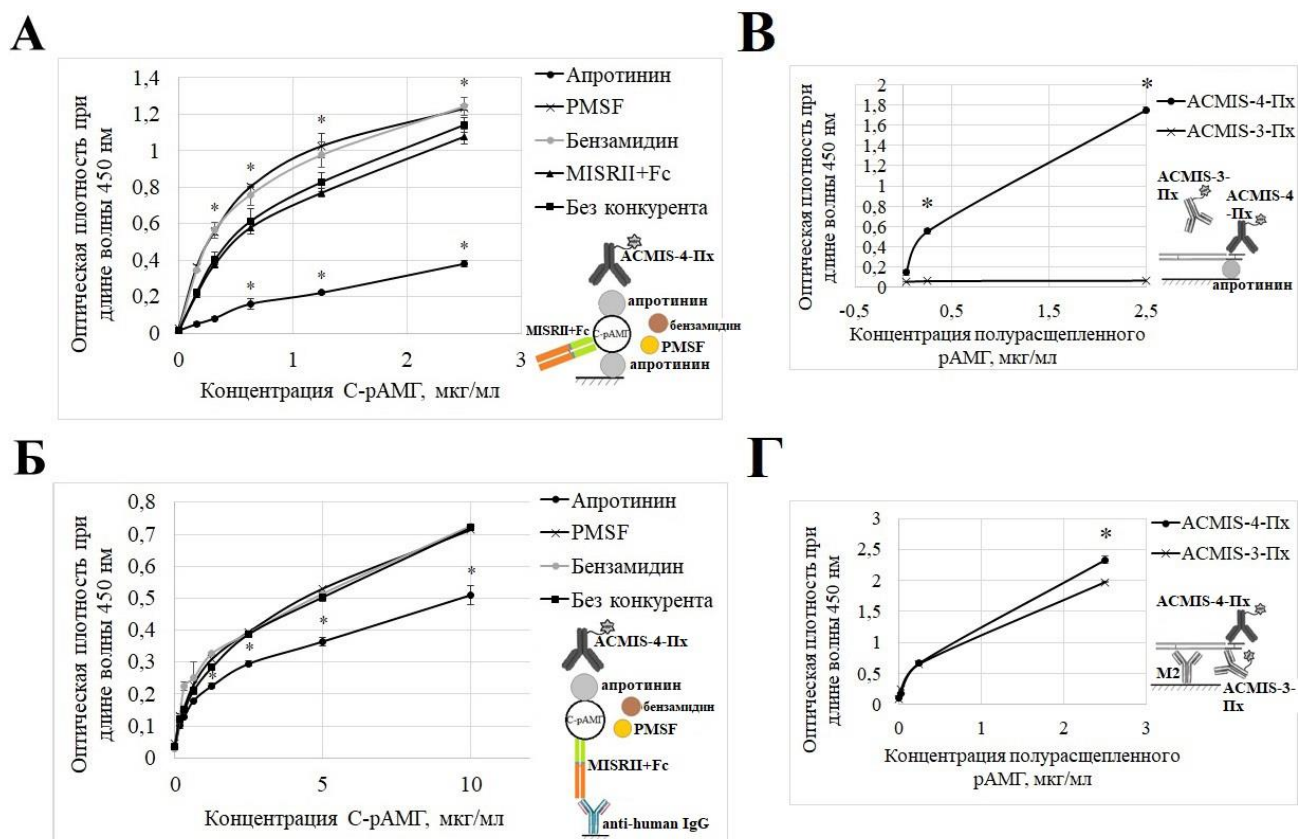 А
Оптическая плотность при
длине волны 450 нм
1,4
1,2
1
0,8
0,6
0,4
0,2
0
0
1
2
3
Концентрация С-рАМГ, мкг/мл
*
*
*
*
*
*
*
*
Апротинин
PMSF
Бензамидин
MISRII+Fc
Без конкурента
ACMIS-4-Пх
апротинин
MISRII+Fc
С-рАМГ
бензамидин
PMSF
апротинин
В
Оптическая плотность при
длине волны 450 нм
2
1,8
1,6
1,4
1,2
1
0,8
0,6
0,4
0,2
0
-0,5
0,5
1,5
2,5
Концентрация полурасщепленного
рАМГ, мкг/мл
*
*
ACMIS-4-Пх
ACMIS-3-Пх
ACMIS-3-
Пх
ACMIS-4
-Пх
апротинин
Б
Оптическая плотность при
длине волны 450 нм
0,8
0,7
0,6
0,5
0,4
0,3
0,2
0,1
0
0
5
10
Концентрация С-рАМГ, мкг/мл
*
*
*
*
Апротинин
PMSF
Бензамидин
Без конкурента
ACMIS-4-Пх
апротинин
С-рАМГ
бензамидин
PMSF
MISRII+Fc
anti-human IgG
Г
Оптическая плотность при
длине волны 450 нм
3
2,5
2
1,5
1
0,5
0
0
1
2
3
Концентрация полурасщепленного
рАМГ, мкг/мл
*
ACMIS-4-Пх
ACMIS-3-Пх
ACMIS-4-Пх
M2
ACMIS-3-
Пх